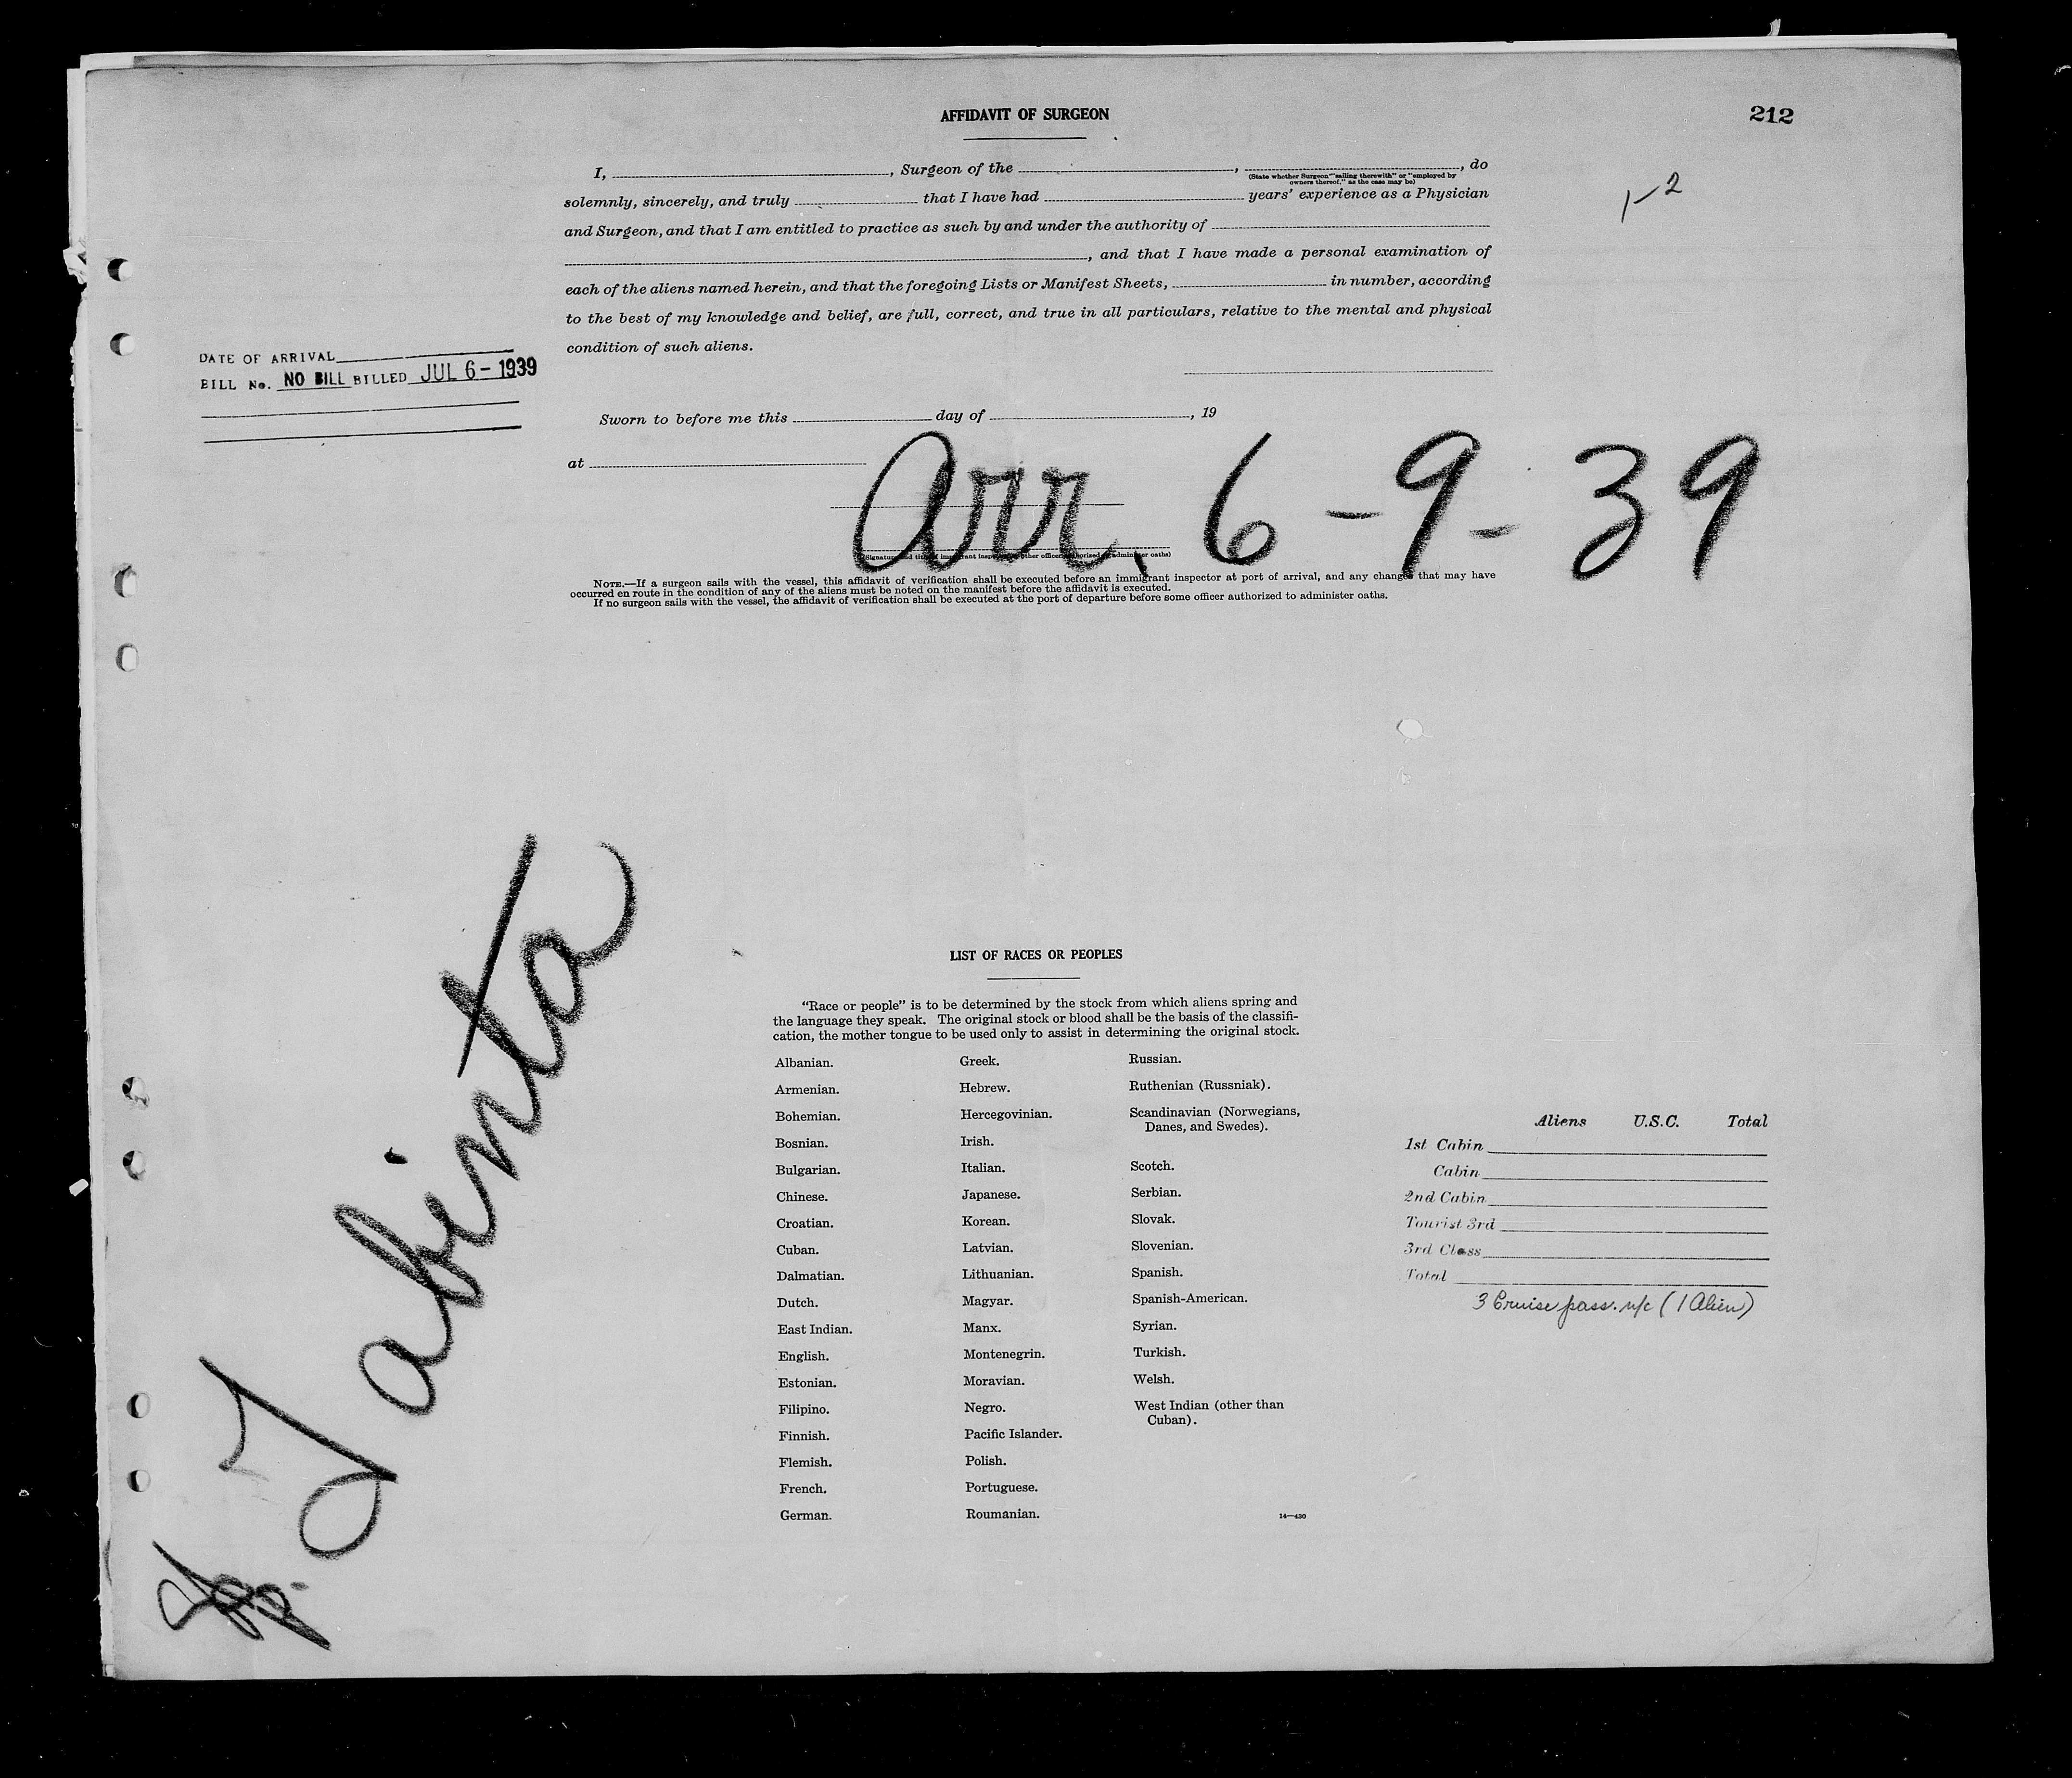 AFFIDAVIT OF SURGEON
212
1-2
I, , Surgeon of the , , do
(State whether Surgeon "sailing therewith" or "employed by
owners thereof," as the case may be)
solemnly, sincerely, and truly that I have had years' experience as a Physician
and Surgeon, and that I am entitled to practice as such by and under the authority of
, and that I have made a personal examination of
each of the aliens named herein, and that the foregoing Lists or Manifest Sheets, in number, according
to the best of my knowledge and belief, are full, correct, and true in all particulars, relative to the mental and physical
condition of such aliens.
DATE OF ARRIVAL
BILL No. NO BILL BILLED JUL 6 - 1939
Sworn to before me this day of , 19
at
Arr. 6-9-39
(Signature and title of immigrant inspector or other officer authorized to administer oaths)
NOTE.—If a surgeon sails with the vessel, this affidavit of verification shall be executed before an immigrant inspector at port of arrival, and any changes that may have
occurred en route in the condition of any of the aliens must be noted on the manifest before the affidavit is executed.
If no surgeon sails with the vessel, the affidavit of verification shall be executed at the port of departure before some officer authorized to administer oaths.
Tabinta
LIST OF RACES OR PEOPLES
"Race or people" is to be determined by the stock from which aliens spring and
the language they speak. The original stock or blood shall be the basis of the classifi-
cation, the mother tongue to be used only to assist in determining the original stock.
Albanian.
Armenian.
Bohemian.
Bosnian.
Bulgarian.
Chinese.
Croatian.
Cuban.
Dalmatian.
Dutch.
East Indian.
English.
Estonian.
Filipino.
Finnish.
Flemish.
French.
German.
Greek.
Hebrew.
Hercegovinian.
Irish.
Italian.
Japanese.
Korean.
Latvian.
Lithuanian.
Magyar.
Manx.
Montenegrin.
Moravian.
Negro.
Pacific Islander.
Polish.
Portuguese.
Roumanian.
Russian.
Ruthenian (Russniak).
Scandinavian (Norwegians,
Danes, and Swedes).
Scotch.
Serbian.
Slovak.
Slovenian.
Spanish.
Spanish-American.
Syrian.
Turkish.
Welsh.
West Indian (other than
Cuban).
14—430
Aliens U.S.C. Total
1st Cabin
Cabin
2nd Cabin
Tourist 3rd
3rd Class
Total
3 Cruise pass. n/c (1 Alien)